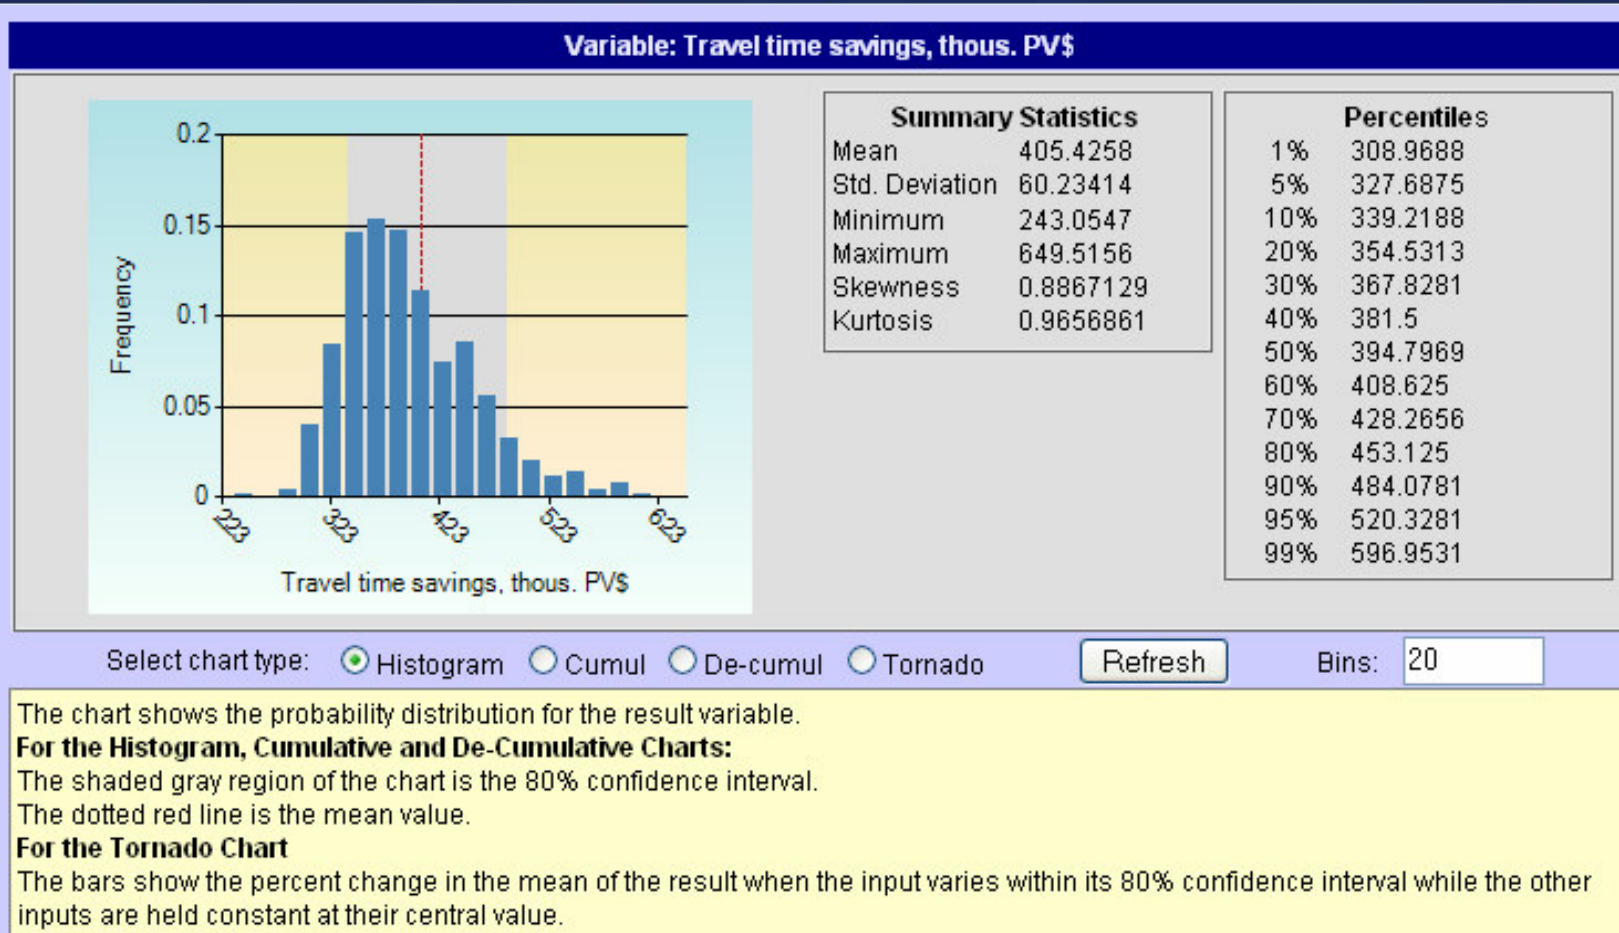 Variable: Travel time savings, thous. PV$
0.2
0.15
0.1
0.05
0
Frequency
223
323
423
523
623
Travel time savings, thous. PV$
Summary Statistics
Mean 405.4258
Std. Deviation 60.23414
Minimum 243.0547
Maximum 649.5156
Skewness 0.8867129
Kurtosis 0.9656861
Percentiles
1% 308.9688
5% 327.6875
10% 339.2188
20% 354.5313
30% 367.8281
40% 381.5
50% 394.7969
60% 408.625
70% 428.2656
80% 453.125
90% 484.0781
95% 520.3281
99% 596.9531
Select chart type: Histogram Cumul De-cumul Tornado Refresh Bins: 20
The chart shows the probability distribution for the result variable.
For the Histogram, Cumulative and De-Cumulative Charts:
The shaded gray region of the chart is the 80% confidence interval.
The dotted red line is the mean value.
For the Tornado Chart
The bars show the percent change in the mean of the result when the input varies within its 80% confidence interval while the other
inputs are held constant at their central value.